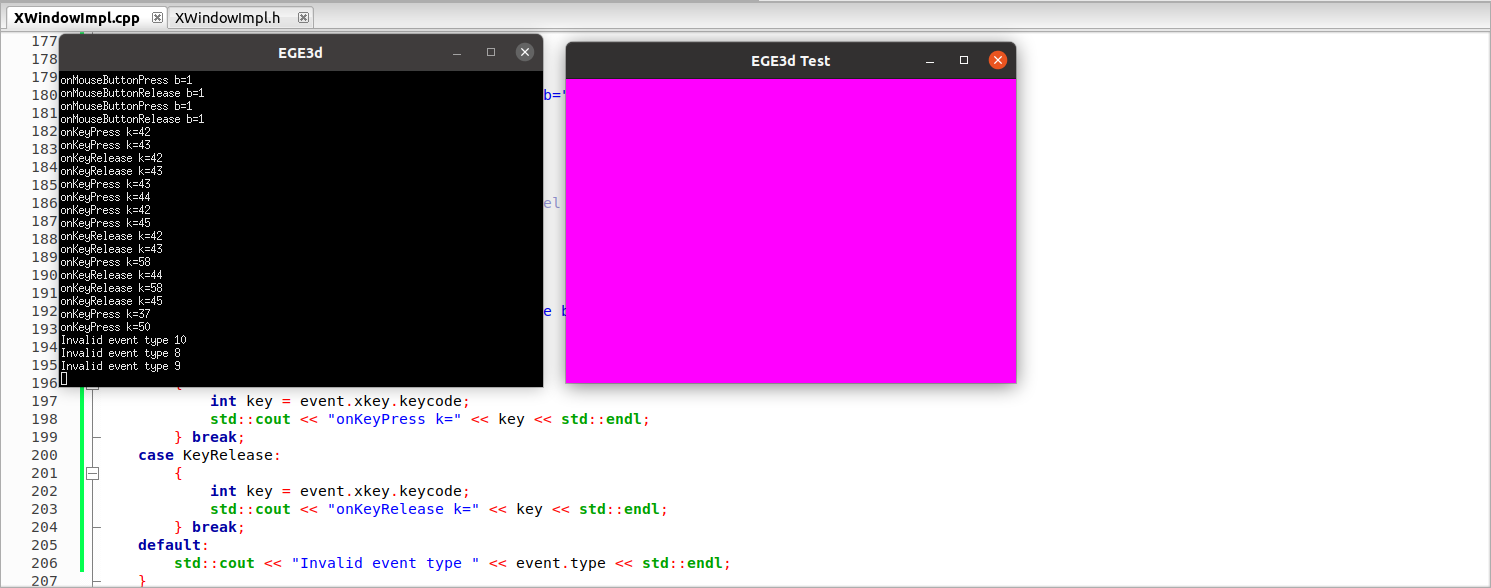 XWindowImpl.cpp XWindowImpl.h
177
EGE3d
178
EGE3d Test
179
onMouseButtonPress b=1
onMouseButtonRelease b=1
180 b="
onMouseButtonPress b=1
181
onMouseButtonRelease b=1
182
onKeyPress k=42
onKeyPress k=43
183
onKeyRelease k=42
184
onKeyRelease k=43
185
onKeyPress k=43
onKeyPress k=44
186 el
onKeyPress k=42
187
onKeyPress k=45
188
onKeyRelease k=42
onKeyRelease k=43
189
onKeyPress k=58
190
onKeyRelease k=44
onKeyRelease k=58
191
onKeyRelease k=45
192 e b
onKeyPress k=37
193
onKeyPress k=50
Invalid event type 10
194
Invalid event type 8
195
Invalid event type 9
196 {
197 int key = event.xkey.keycode;
198 std::cout << "onKeyPress k=" << key << std::endl;
199 } break;
200 case KeyRelease:
201 {
202 int key = event.xkey.keycode;
203 std::cout << "onKeyRelease k=" << key << std::endl;
204 } break;
205 default:
206 std::cout << "Invalid event type " << event.type << std::endl;
207 }